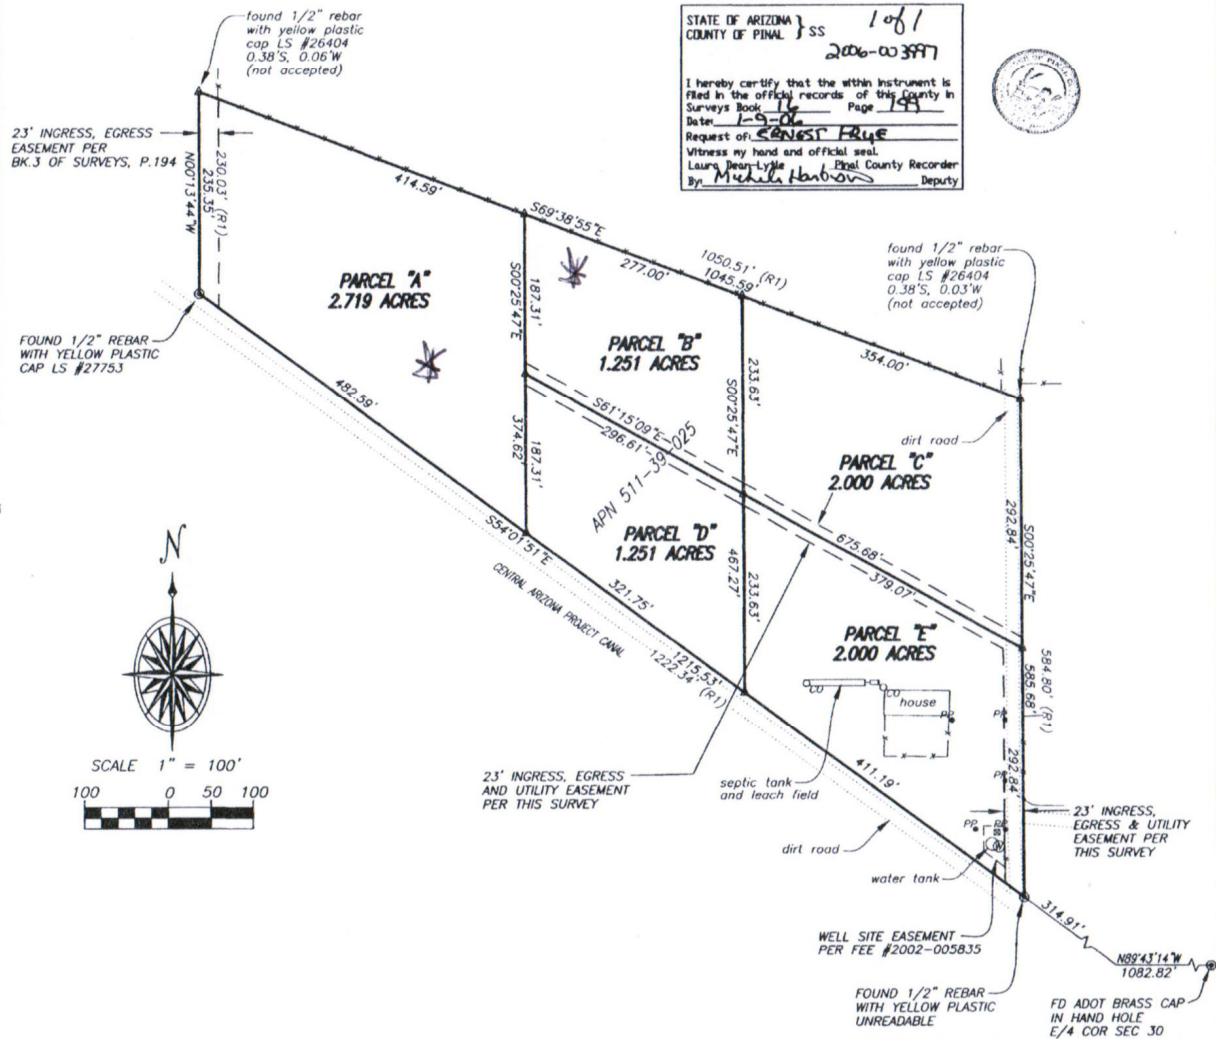 found 1/2" rebar
with yellow plastic
cap LS #26404
0.38'S, 0.06'W
(not accepted)
STATE OF ARIZONA } SS
COUNTY OF PINAL
1 of 1
2006-003997
I hereby certify that the within instrument is
filed in the official records of this County in
Surveys Book 16 Page 199
Date: 1-9-06
Request of: ERNEST FRYE
Witness my hand and official seal.
Laura Dean-Lytle Pinal County Recorder
By: Deputy
23' INGRESS, EGRESS
EASEMENT PER
BK.3 OF SURVEYS, P.194
N00°13'44"W
235.35'
230.03' (R1)
414.59'
S69°38'55"E
277.00'
1050.51' (R1)
1045.59'
354.00'
found 1/2" rebar
with yellow plastic
cap LS #26404
0.38'S, 0.03'W
(not accepted)
PARCEL "A"
2.719 ACRES
S00°25'47"E
187.31'
PARCEL "B"
1.251 ACRES
233.63'
S00°25'47"E
FOUND 1/2" REBAR
WITH YELLOW PLASTIC
CAP LS #27753
482.59'
374.62'
187.31'
S61°15'09"E
296.61'
APN 511-39-025
dirt road
PARCEL "C"
2.000 ACRES
292.84'
S00°25'47"E
PARCEL "D"
1.251 ACRES
675.68'
379.07'
467.27'
233.63'
N
S54°01'51"E
321.75'
CENTRAL ARIZONA PROJECT CANAL
1215.53'
1222.34' (R1)
PARCEL "E"
2.000 ACRES
584.80' (R1)
585.68'
292.84'
CO
CO
house
PP
PP
PP
SCALE 1" = 100'
100 0 50 100
23' INGRESS, EGRESS
AND UTILITY EASEMENT
PER THIS SURVEY
septic tank
and leach field
411.19'
23' INGRESS,
EGRESS & UTILITY
EASEMENT PER
THIS SURVEY
PP
dirt road
water tank
WELL SITE EASEMENT
PER FEE #2002-005835
314.91'
N89°43'14"W
1082.82'
FOUND 1/2" REBAR
WITH YELLOW PLASTIC
UNREADABLE
FD ADOT BRASS CAP
IN HAND HOLE
E/4 COR SEC 30